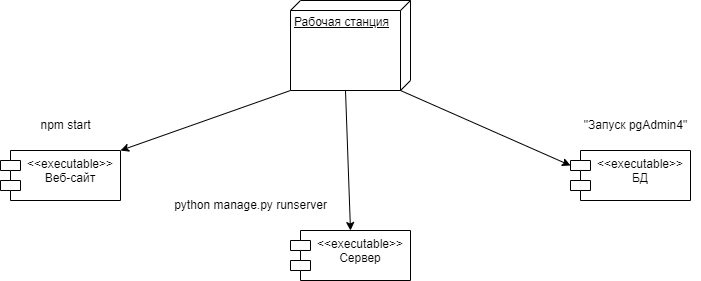 Рабочая станция
npm start
"Запуск pgAdmin4"
<<executable>>
Веб-сайт
<<executable>>
БД
python manage.py runserver
<<executable>>
Сервер